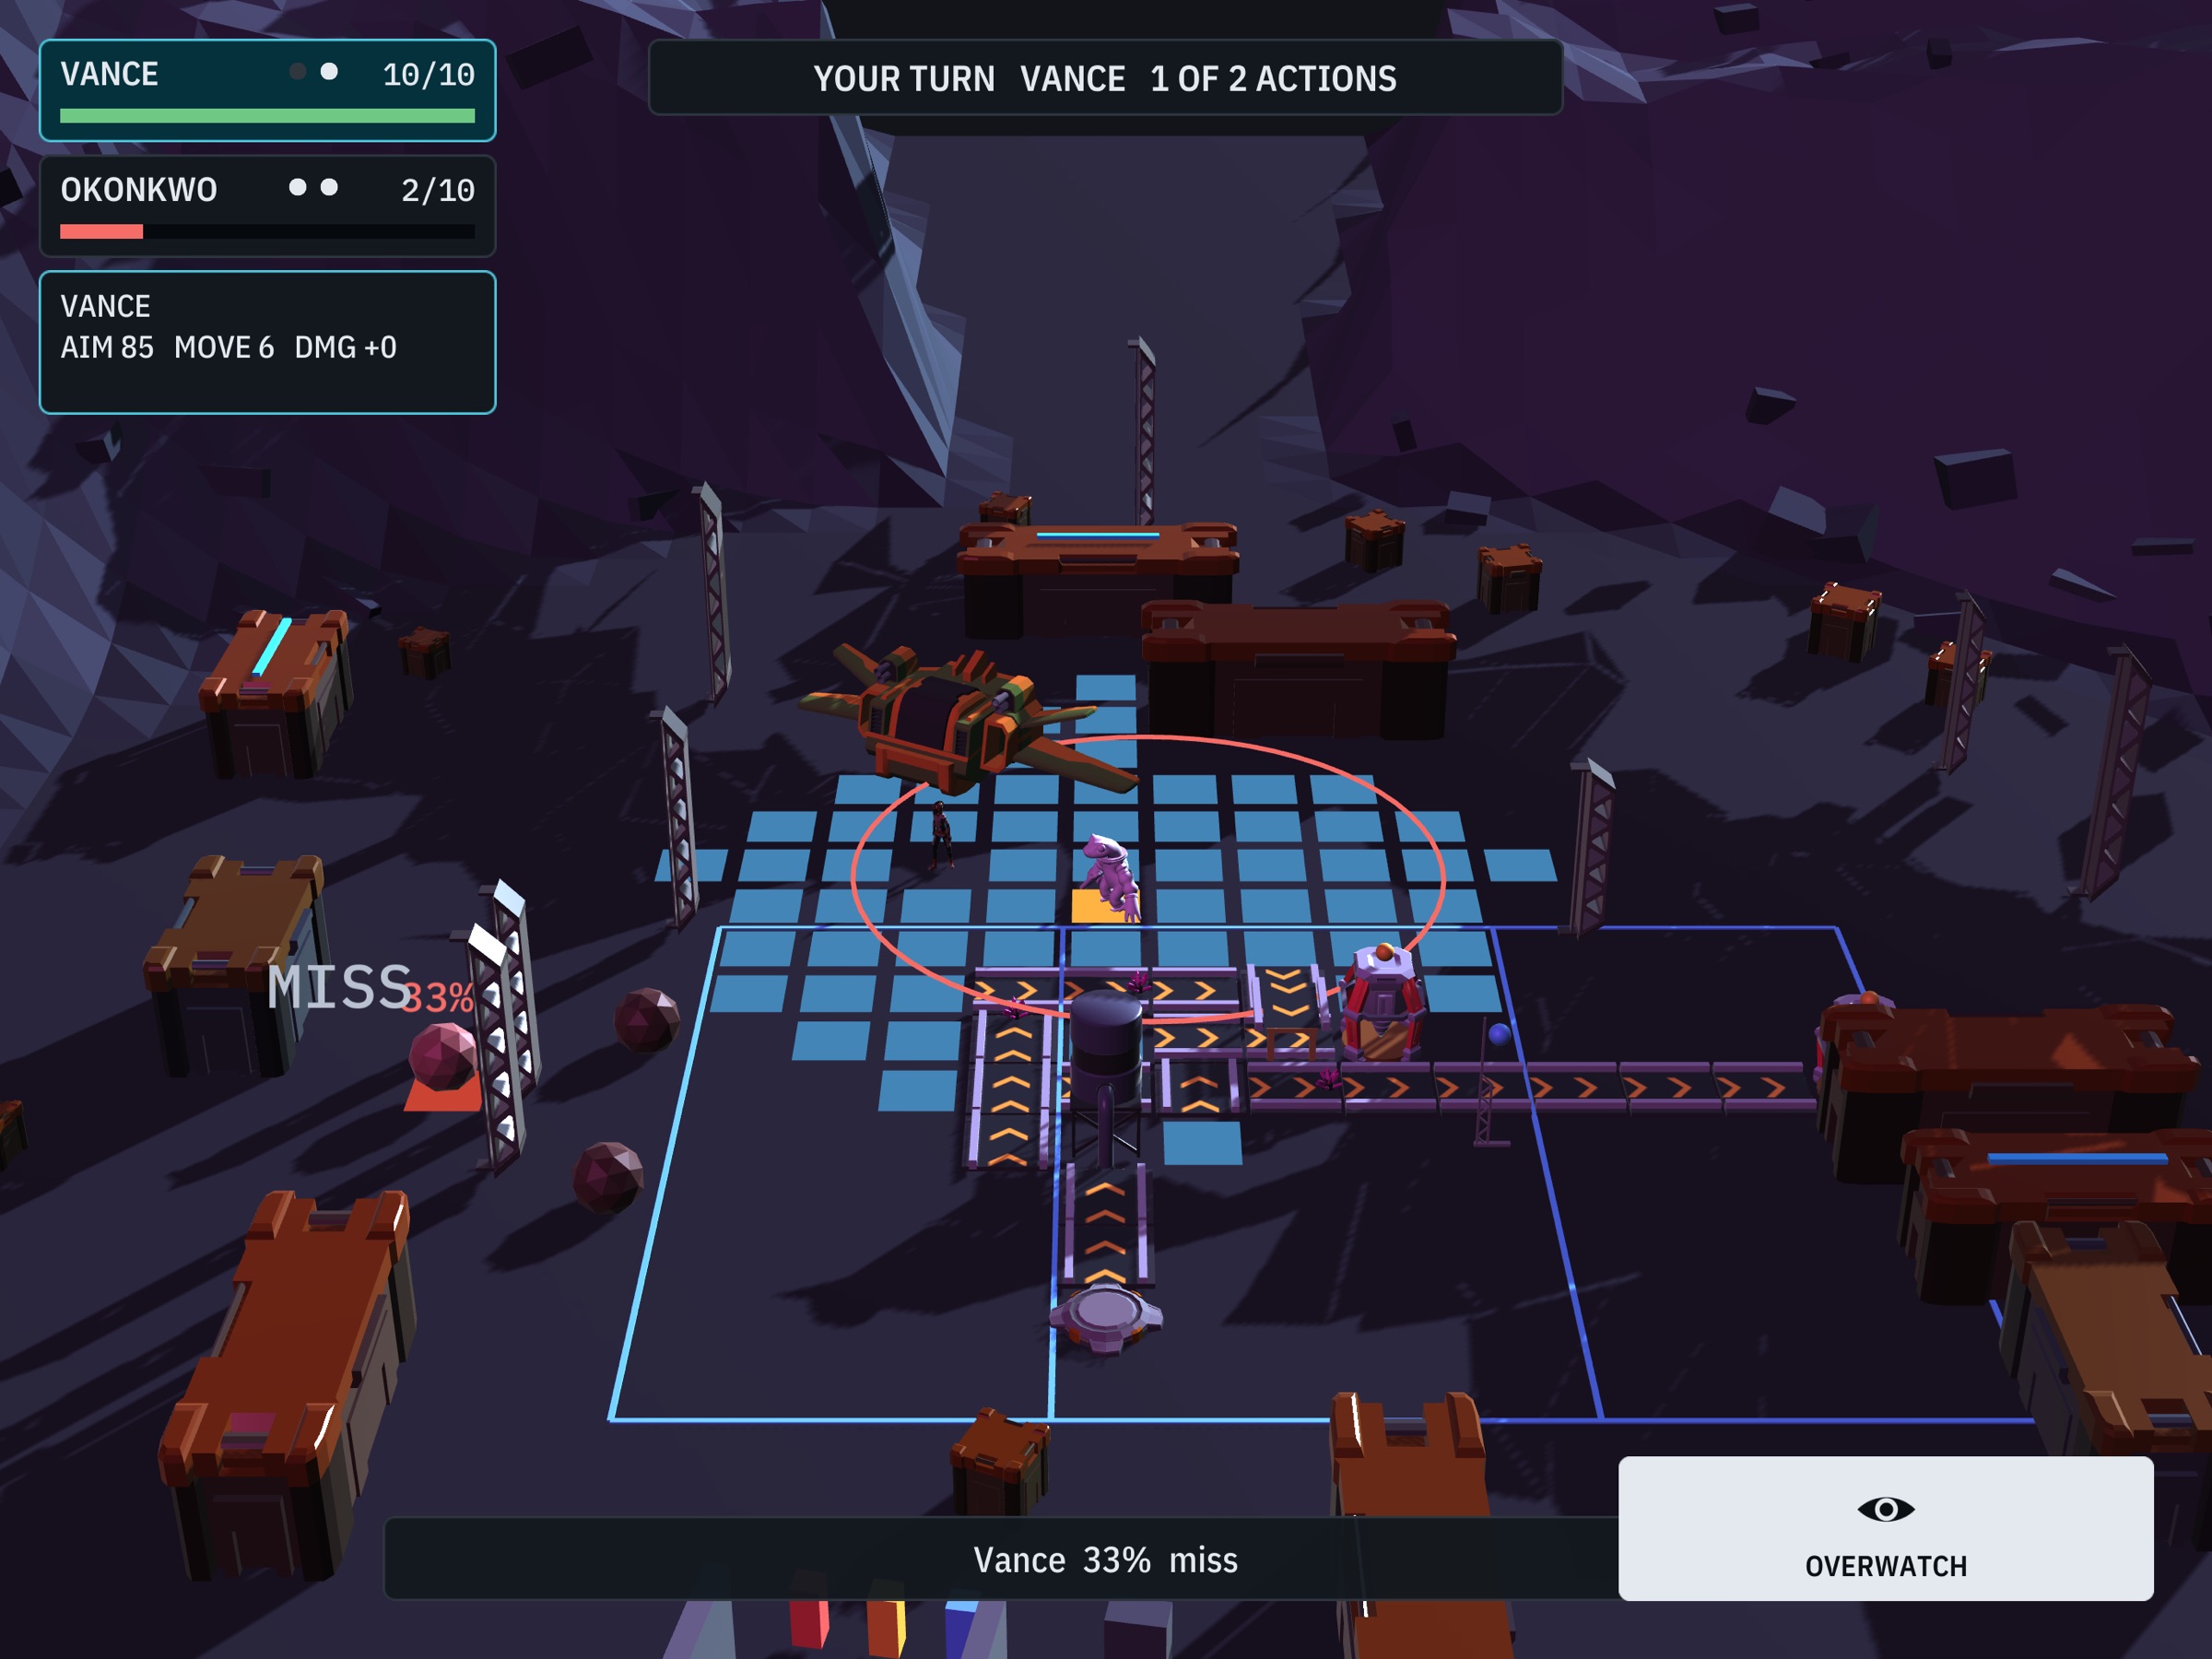 VANCE 10/10
YOUR TURN VANCE 1 OF 2 ACTIONS
OKONKWO 2/10
VANCE
AIM 85 MOVE 6 DMG +0
MISS
33%
Vance 33% miss
OVERWATCH